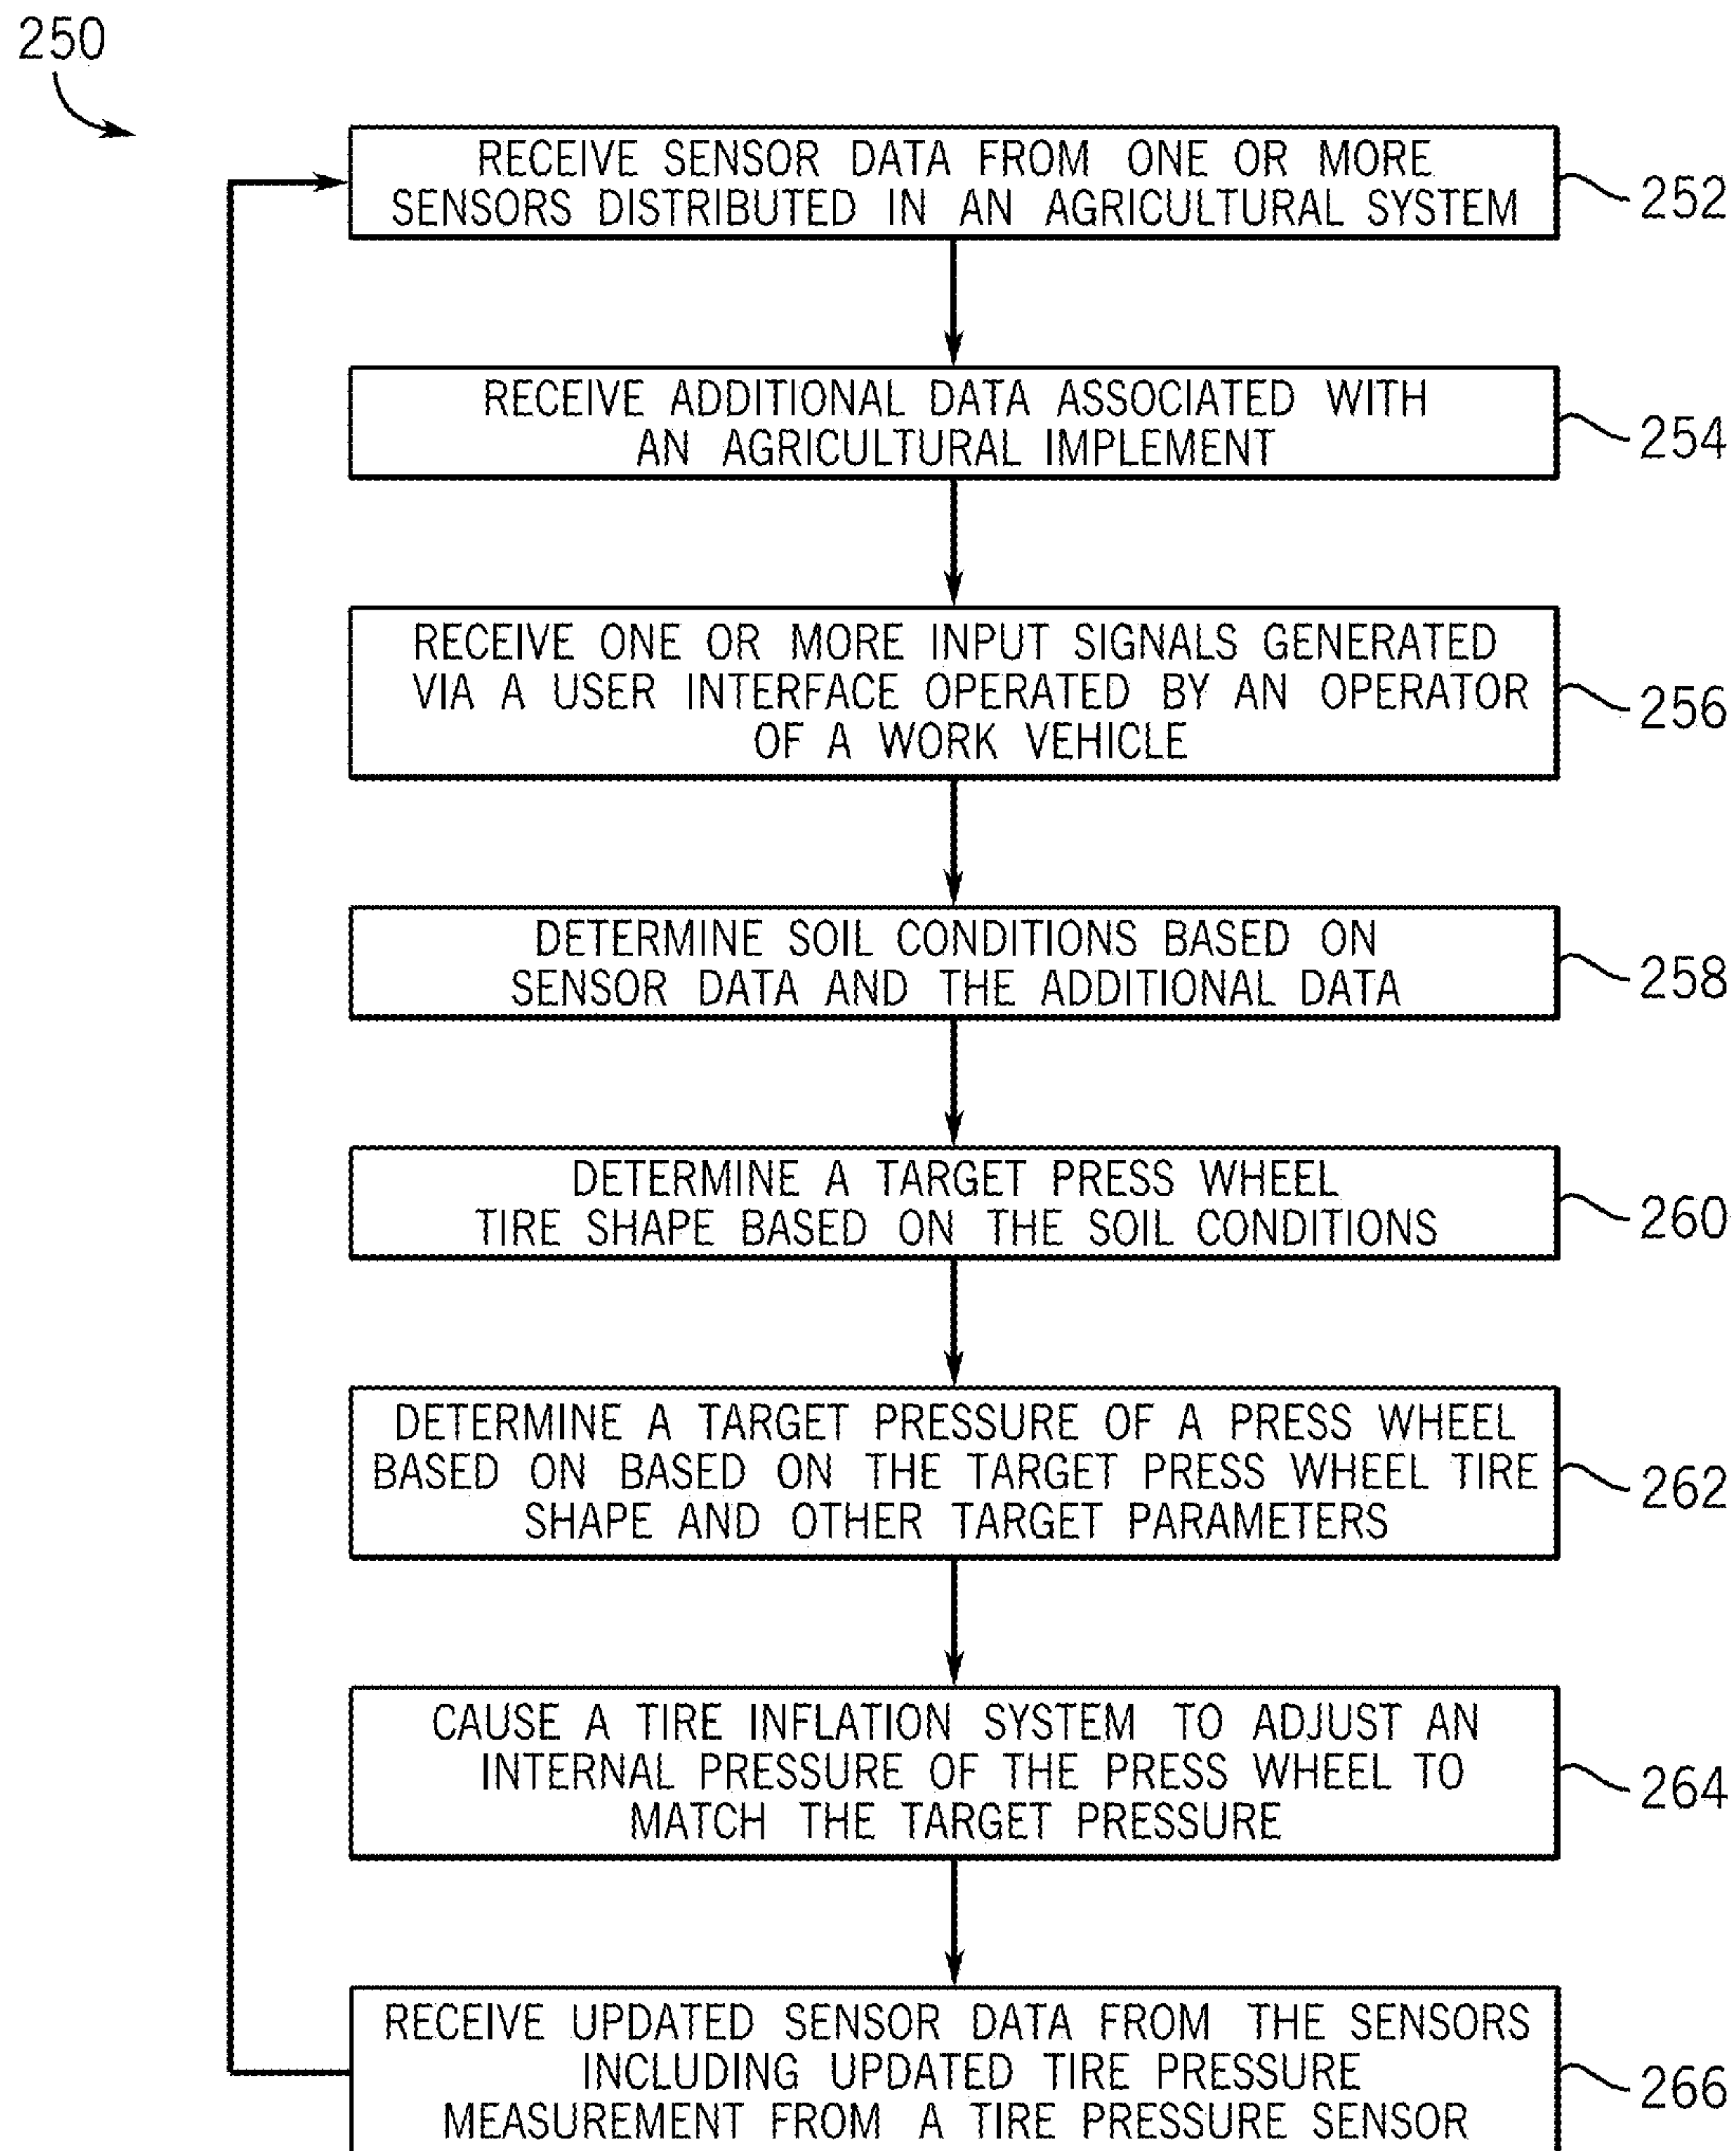 250
RECEIVE SENSOR DATA FROM ONE OR MORE
SENSORS DISTRIBUTED IN AN AGRICULTURAL SYSTEM
252
RECEIVE ADDITIONAL DATA ASSOCIATED WITH
AN AGRICULTURAL IMPLEMENT
254
RECEIVE ONE OR MORE INPUT SIGNALS GENERATED
VIA A USER INTERFACE OPERATED BY AN OPERATOR
OF A WORK VEHICLE
256
DETERMINE SOIL CONDITIONS BASED ON
SENSOR DATA AND THE ADDITIONAL DATA
258
DETERMINE A TARGET PRESS WHEEL
TIRE SHAPE BASED ON THE SOIL CONDITIONS
260
DETERMINE A TARGET PRESSURE OF A PRESS WHEEL
BASED ON BASED ON THE TARGET PRESS WHEEL TIRE
SHAPE AND OTHER TARGET PARAMETERS
262
CAUSE A TIRE INFLATION SYSTEM TO ADJUST AN
INTERNAL PRESSURE OF THE PRESS WHEEL TO
MATCH THE TARGET PRESSURE
264
RECEIVE UPDATED SENSOR DATA FROM THE SENSORS
INCLUDING UPDATED TIRE PRESSURE
MEASUREMENT FROM A TIRE PRESSURE SENSOR
266